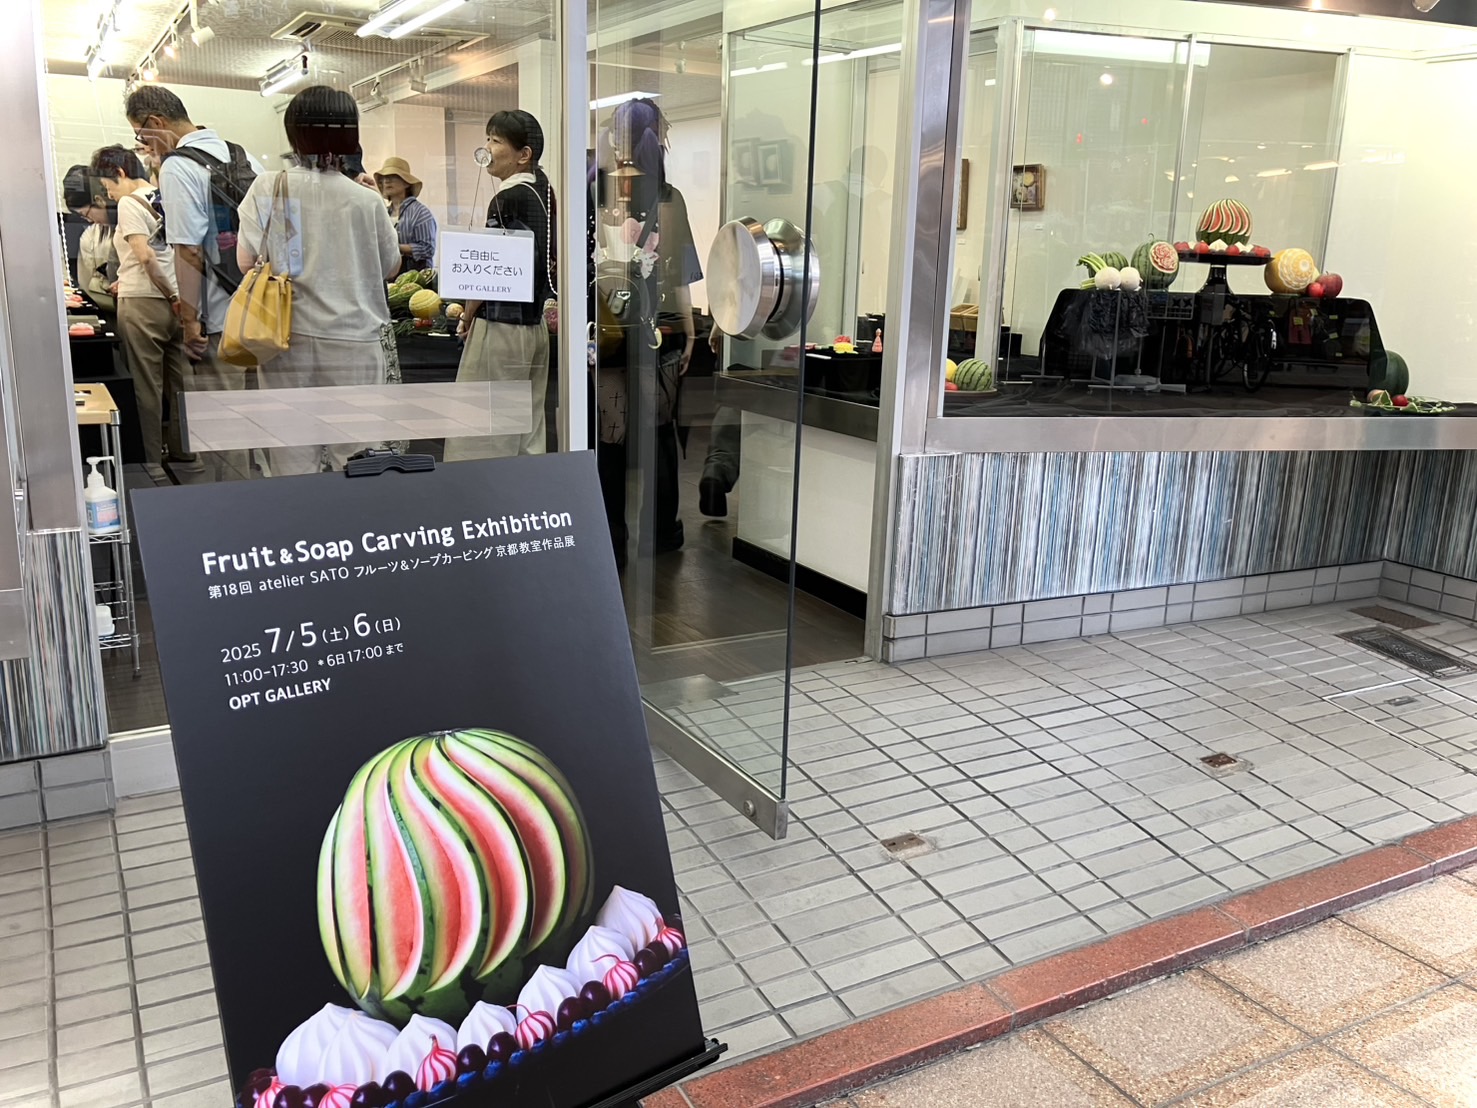 ご自由に
お入りください
OPT GALLERY
Fruit & Soap Carving Exhibition
第18回 atelier SATO フルーツ&ソープカービング 京都教室作品展
2025 7/5(土)6(日)
11:00-17:30 *6日17:00まで
OPT GALLERY